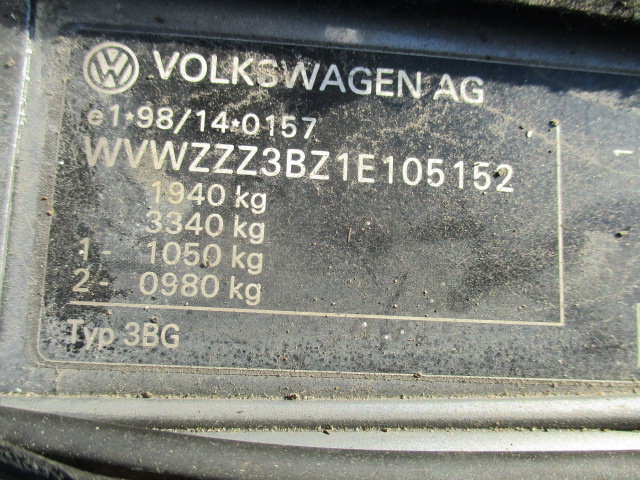 VOLKSWAGEN AG
e1*98/14*0157
WVWZZZ3BZ1E105152
1940 kg
3340 kg
1 - 1050 kg
2 - 0980 kg
Typ 3BG
1